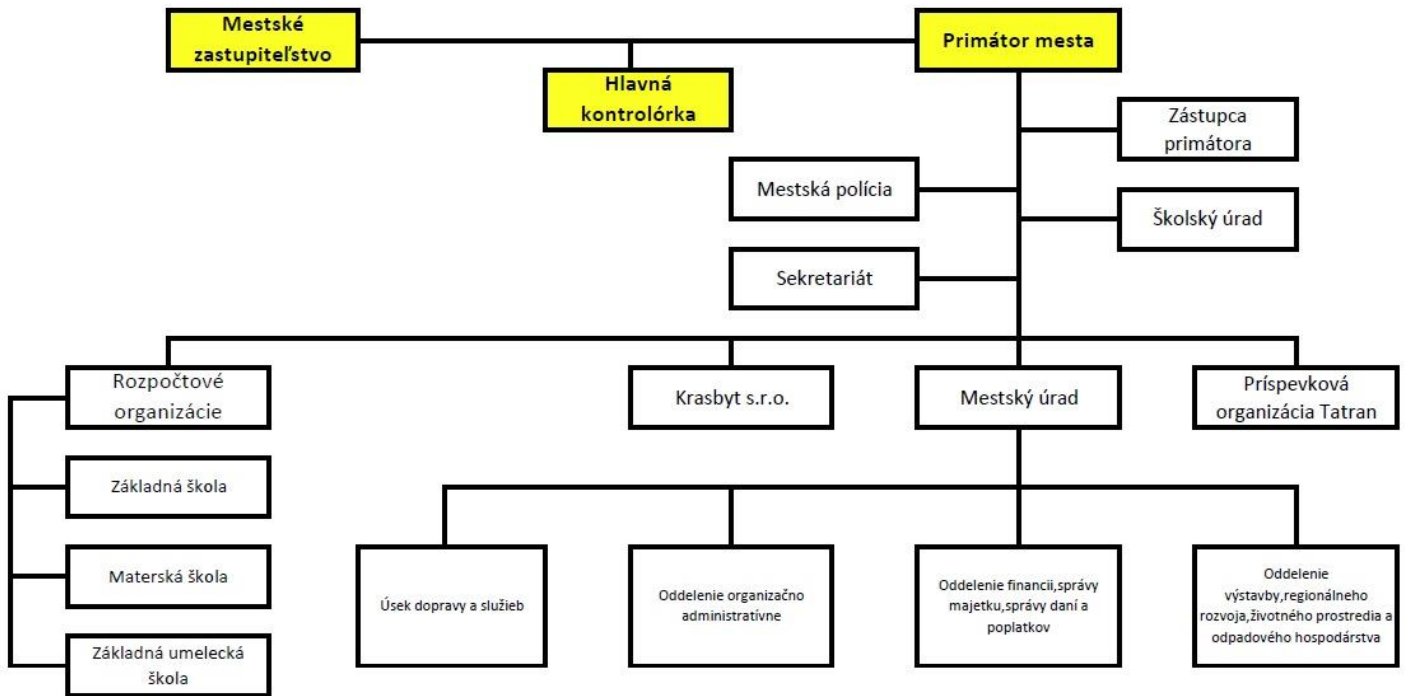 Mestské
zastupiteľstvo
Primátor mesta
Hlavná
kontrolórka
Zástupca
primátora
Mestská polícia
Školský úrad
Sekretariát
Rozpočtové
organizácie
Krasbyt s.r.o.
Mestský úrad
Príspevková
organizácia Tatran
Základná škola
Materská škola
Základná umelecká
škola
Úsek dopravy a služieb
Oddelenie organizačno
administratívne
Oddelenie financii,správy
majetku,správy daní a
poplatkov
Oddelenie
výstavby,regionálneho
rozvoja,životného prostredia a
odpadového hospodárstva